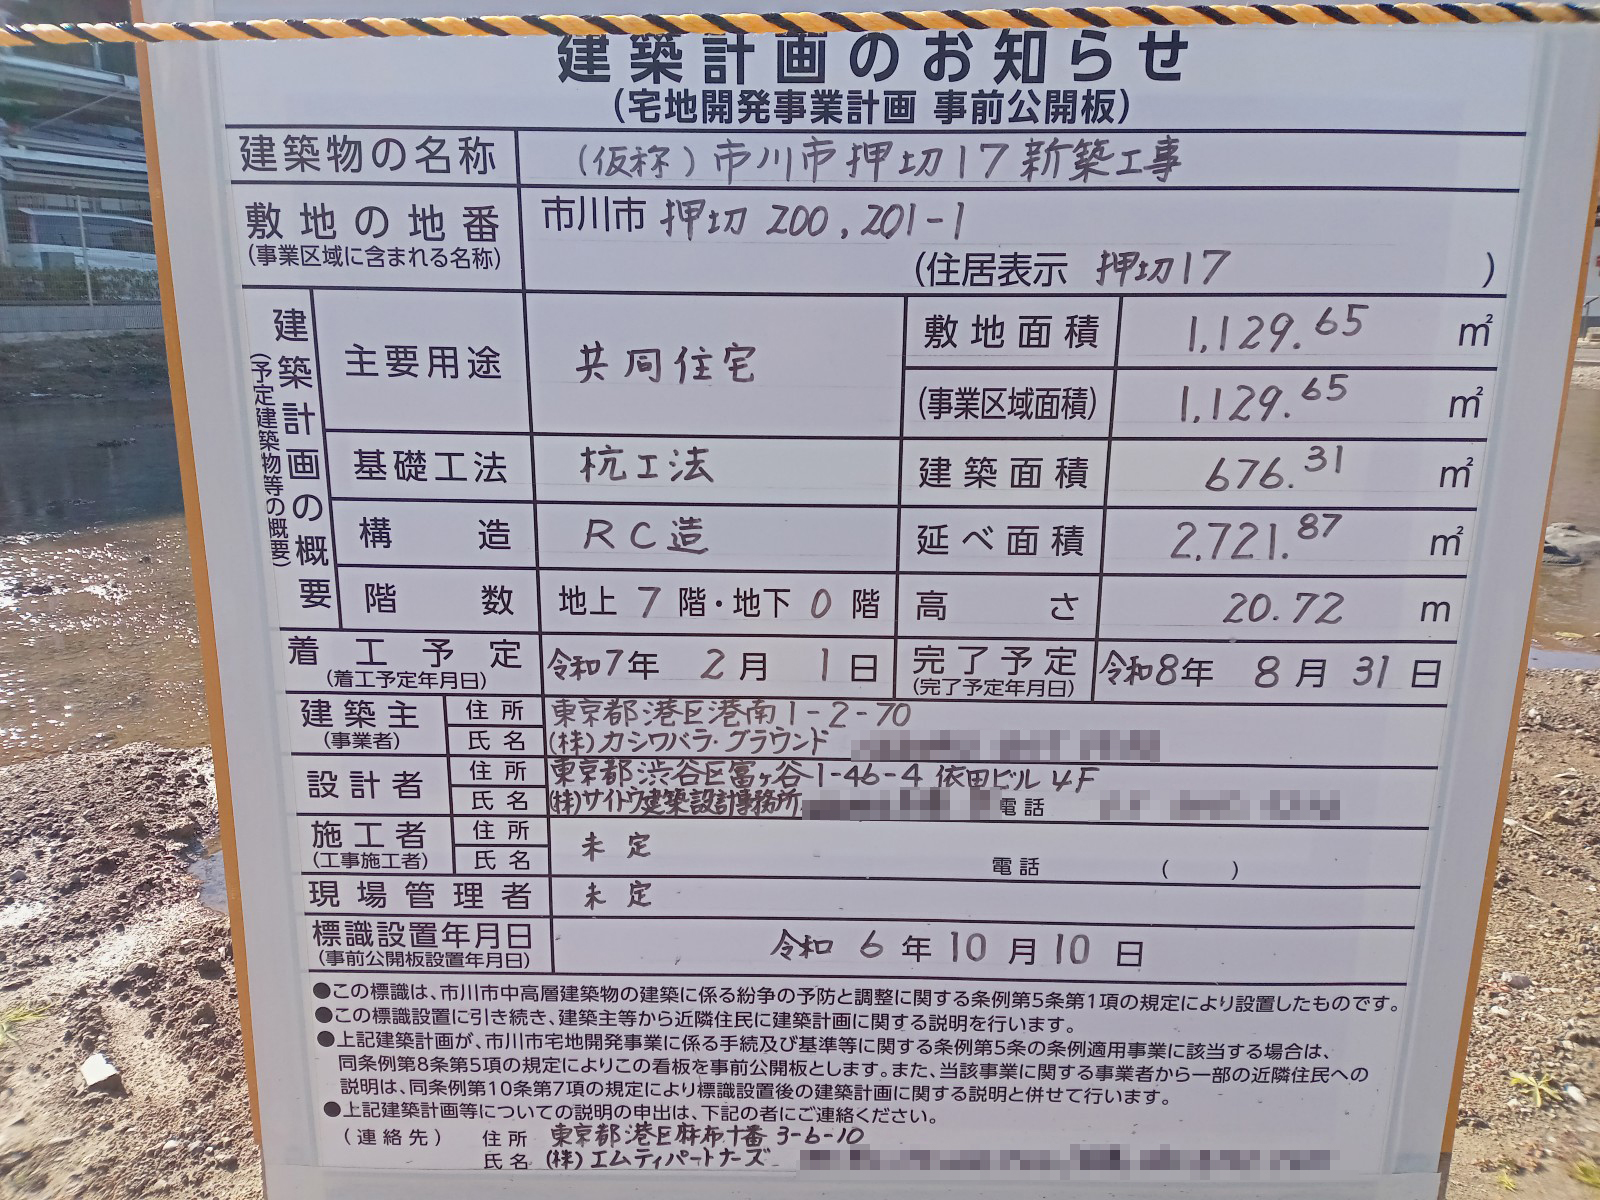 建築計画のお知らせ
（宅地開発事業計画 事前公開板）
建築物の名称 （仮称）市川市押切17新築工事
敷地の地番 市川市 押切 200，201-1
（事業区域に含まれる名称） （住居表示 押切17 ）
建築計画の概要
（予定建築物等の概要）
主要用途 共同住宅 敷地面積 1,129.65 ㎡
（事業区域面積） 1,129.65 ㎡
基礎工法 杭工法 建築面積 676.31 ㎡
構造 RC造 延べ面積 2,721.87 ㎡
階数 地上 7 階・地下 0 階 高さ 20.72 m
着工予定 令和7年 2月 1日 完了予定 令和8年 8月 31日
（着工予定年月日） （完了予定年月日）
建築主 住所 東京都港区港南1-2-70
（事業者） 氏名 （株）カシワバラ・グラウンド
設計者 住所 東京都渋谷区富ヶ谷1-46-4 依田ビル4F
氏名 （株）サイトウ建築設計事務所 電話
施工者 住所 未定
（工事施工者） 氏名 電話 （ ）
現場管理者 未定
標識設置年月日 令和 6 年 10 月 10 日
（事前公開板設置年月日）
●この標識は、市川市中高層建築物の建築に係る紛争の予防と調整に関する条例第5条第1項の規定により設置したものです。
●この標識設置に引き続き、建築主等から近隣住民に建築計画に関する説明を行います。
●上記建築計画が、市川市宅地開発事業に係る手続及び基準等に関する条例第5条の条例適用事業に該当する場合は、
同条例第8条第5項の規定によりこの看板を事前公開板とします。また、当該事業に関する事業者から一部の近隣住民への
説明は、同条例第10条第7項の規定により標識設置後の建築計画に関する説明と併せて行います。
●上記建築計画等についての説明の申出は、下記の者にご連絡ください。
（連絡先） 住所 東京都港区麻布十番 3-6-10
氏名 （株）エムティパートナーズ